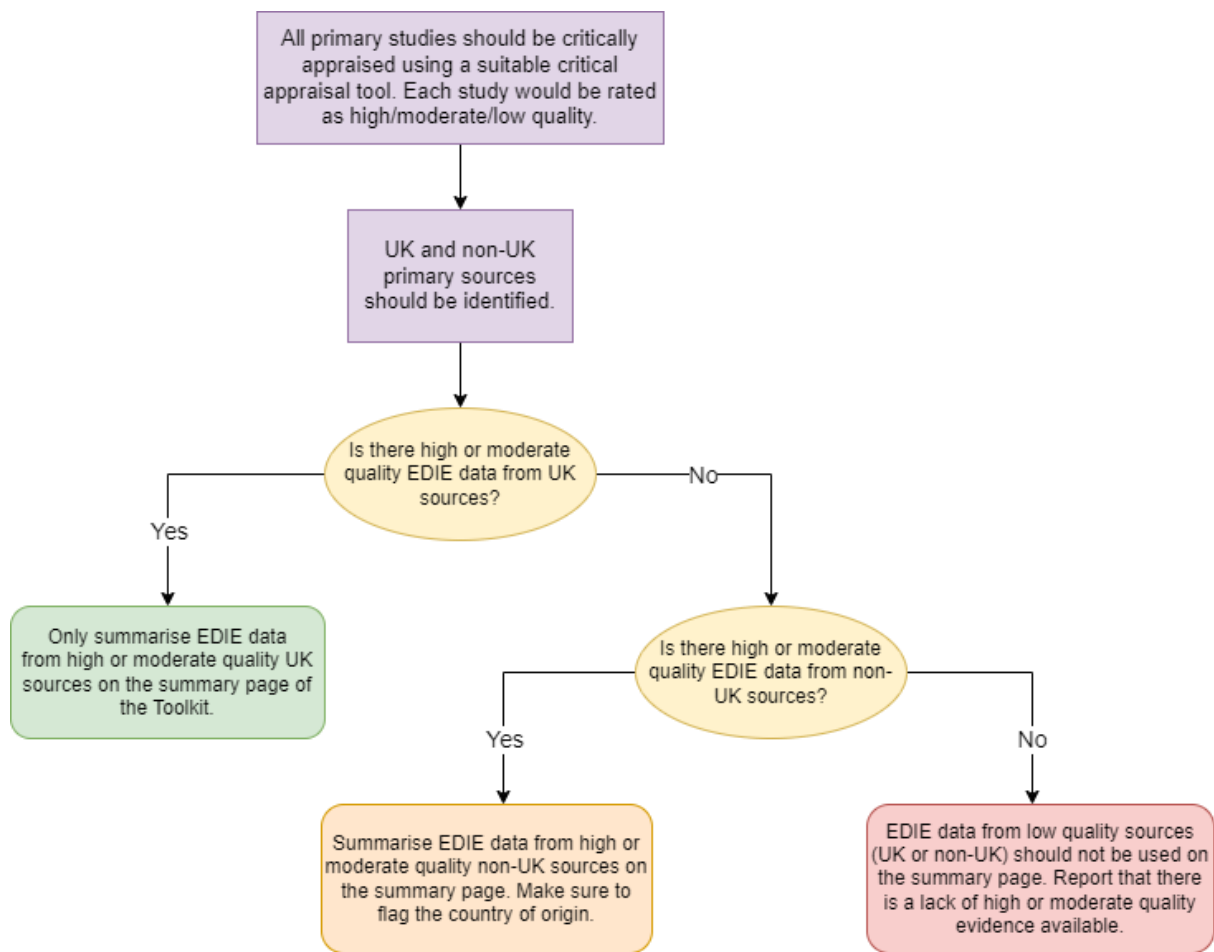 All primary studies should be critically
appraised using a suitable critical
appraisal tool. Each study would be rated
as high/moderate/low quality.
UK and non-UK
primary sources
should be identified.
Is there high or moderate
quality EDIE data from UK
sources?
Yes
No
Only summarise EDIE data
from high or moderate quality UK
sources on the summary page of
the Toolkit.
Is there high or moderate
quality EDIE data from non-
UK sources?
Yes
No
Summarise EDIE data from high or
moderate quality non-UK sources on
the summary page. Make sure to
flag the country of origin.
EDIE data from low quality sources
(UK or non-UK) should not be used on
the summary page. Report that there
is a lack of high or moderate quality
evidence available.